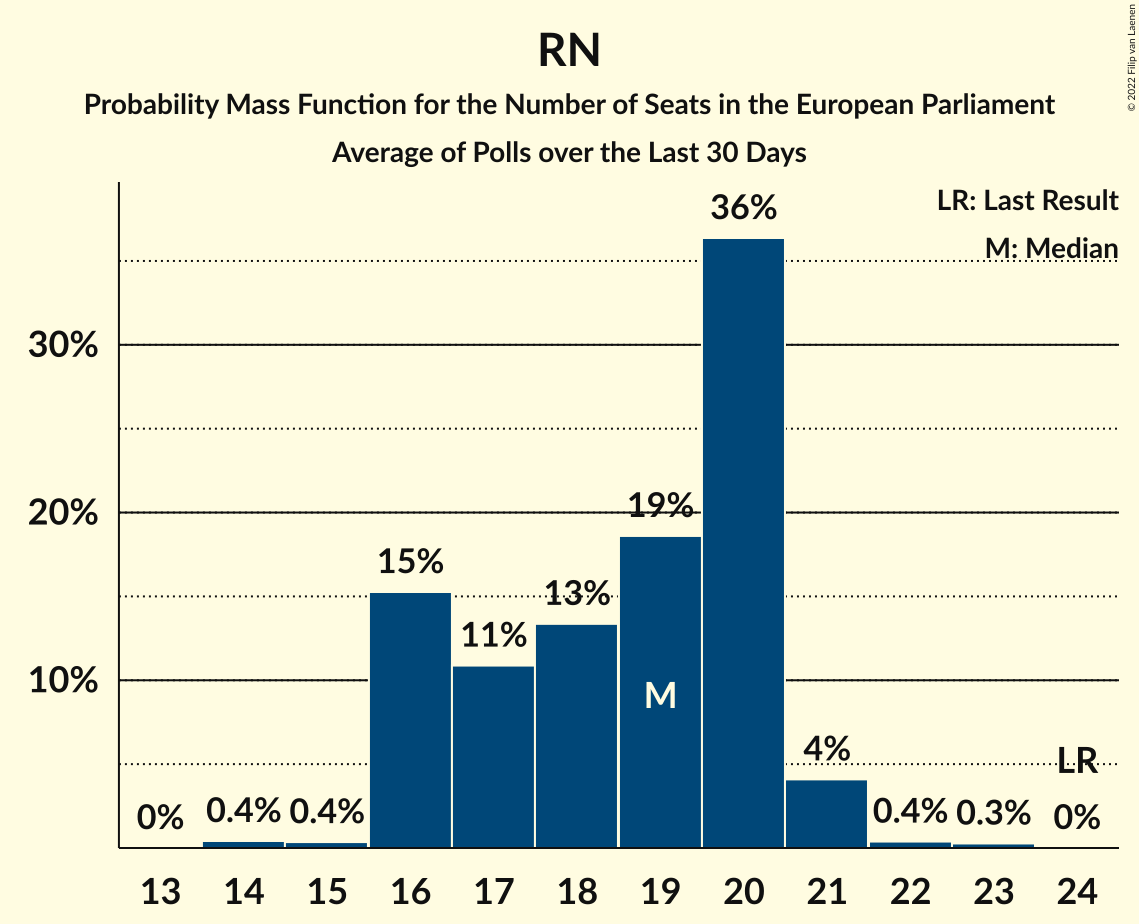 RN
Probability Mass Function for the Number of Seats in the European Parliament
Average of Polls over the Last 30 Days
© 2022 Filip van Laenen
LR: Last Result
M: Median
30%
20%
10%
0%
0.4%
0.4%
15%
11%
13%
19%
36%
4%
0.4%
0.3%
0%
M
LR
13 14 15 16 17 18 19 20 21 22 23 24